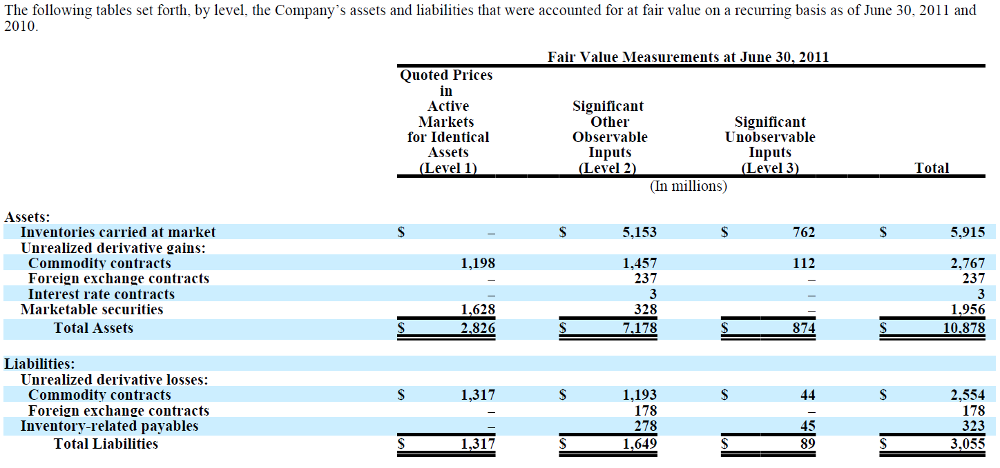 The following tables set forth, by level, the Company’s assets and liabilities that were accounted for at fair value on a recurring basis as of June 30, 2011 and
2010.
Fair Value Measurements at June 30, 2011
Quoted Prices
in
Active
Markets
for Identical
Assets
(Level 1)
Significant
Other
Observable
Inputs
(Level 2)
Significant
Unobservable
Inputs
(Level 3)
Total
(In millions)
Assets:
Inventories carried at market $ – $ 5,153 $ 762 $ 5,915
Unrealized derivative gains:
Commodity contracts 1,198 1,457 112 2,767
Foreign exchange contracts – 237 – 237
Interest rate contracts – 3 – 3
Marketable securities 1,628 328 – 1,956
Total Assets $ 2,826 $ 7,178 $ 874 $ 10,878
Liabilities:
Unrealized derivative losses:
Commodity contracts $ 1,317 $ 1,193 $ 44 $ 2,554
Foreign exchange contracts – 178 – 178
Inventory-related payables – 278 45 323
Total Liabilities $ 1,317 $ 1,649 $ 89 $ 3,055